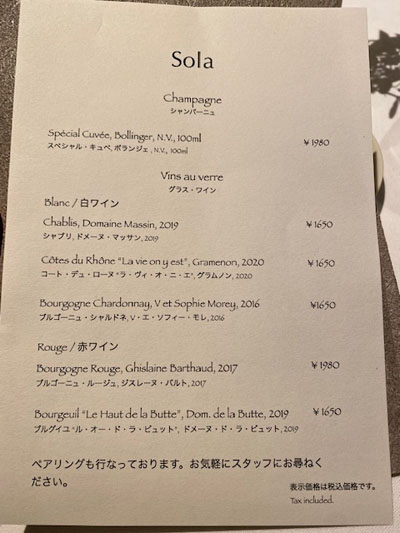 Sola
Champagne
シャンパーニュ
Spécial Cuvée, Bollinger, N.V., 100ml ￥1980
スペシャル・キュベ, ボランジェ, N.V., 100ml
Vins au verre
グラス・ワイン
Blanc / 白ワイン
Chablis, Domaine Massin, 2019 ￥1650
シャブリ, ドメーヌ・マッサン, 2019
Côtes du Rhône "La vie on y est", Gramenon, 2020 ￥1650
コート・デュ・ローヌ "ラ・ヴィ・オ・ニ・エ", グラムノン, 2020
Bourgogne Chardonnay, V et Sophie Morey, 2016 ￥1650
ブルゴーニュ・シャルドネ, V・エ・ソフィー・モレ, 2016
Rouge / 赤ワイン
Bourgogne Rouge, Ghislaine Barthaud, 2017 ￥1980
ブルゴーニュ・ルージュ, ジスレーヌ・バルト, 2017
Bourgeuil "Le Haut de la Butte", Dom. de la Butte, 2019 ￥1650
ブルグイユ "ル・オー・ド・ラ・ビュット", ドメーヌ・ド・ラ・ビュット, 2019
ペアリングも行なっております。お気軽にスタッフにお尋ねく
ださい。
表示価格は税込価格です。
Tax included.